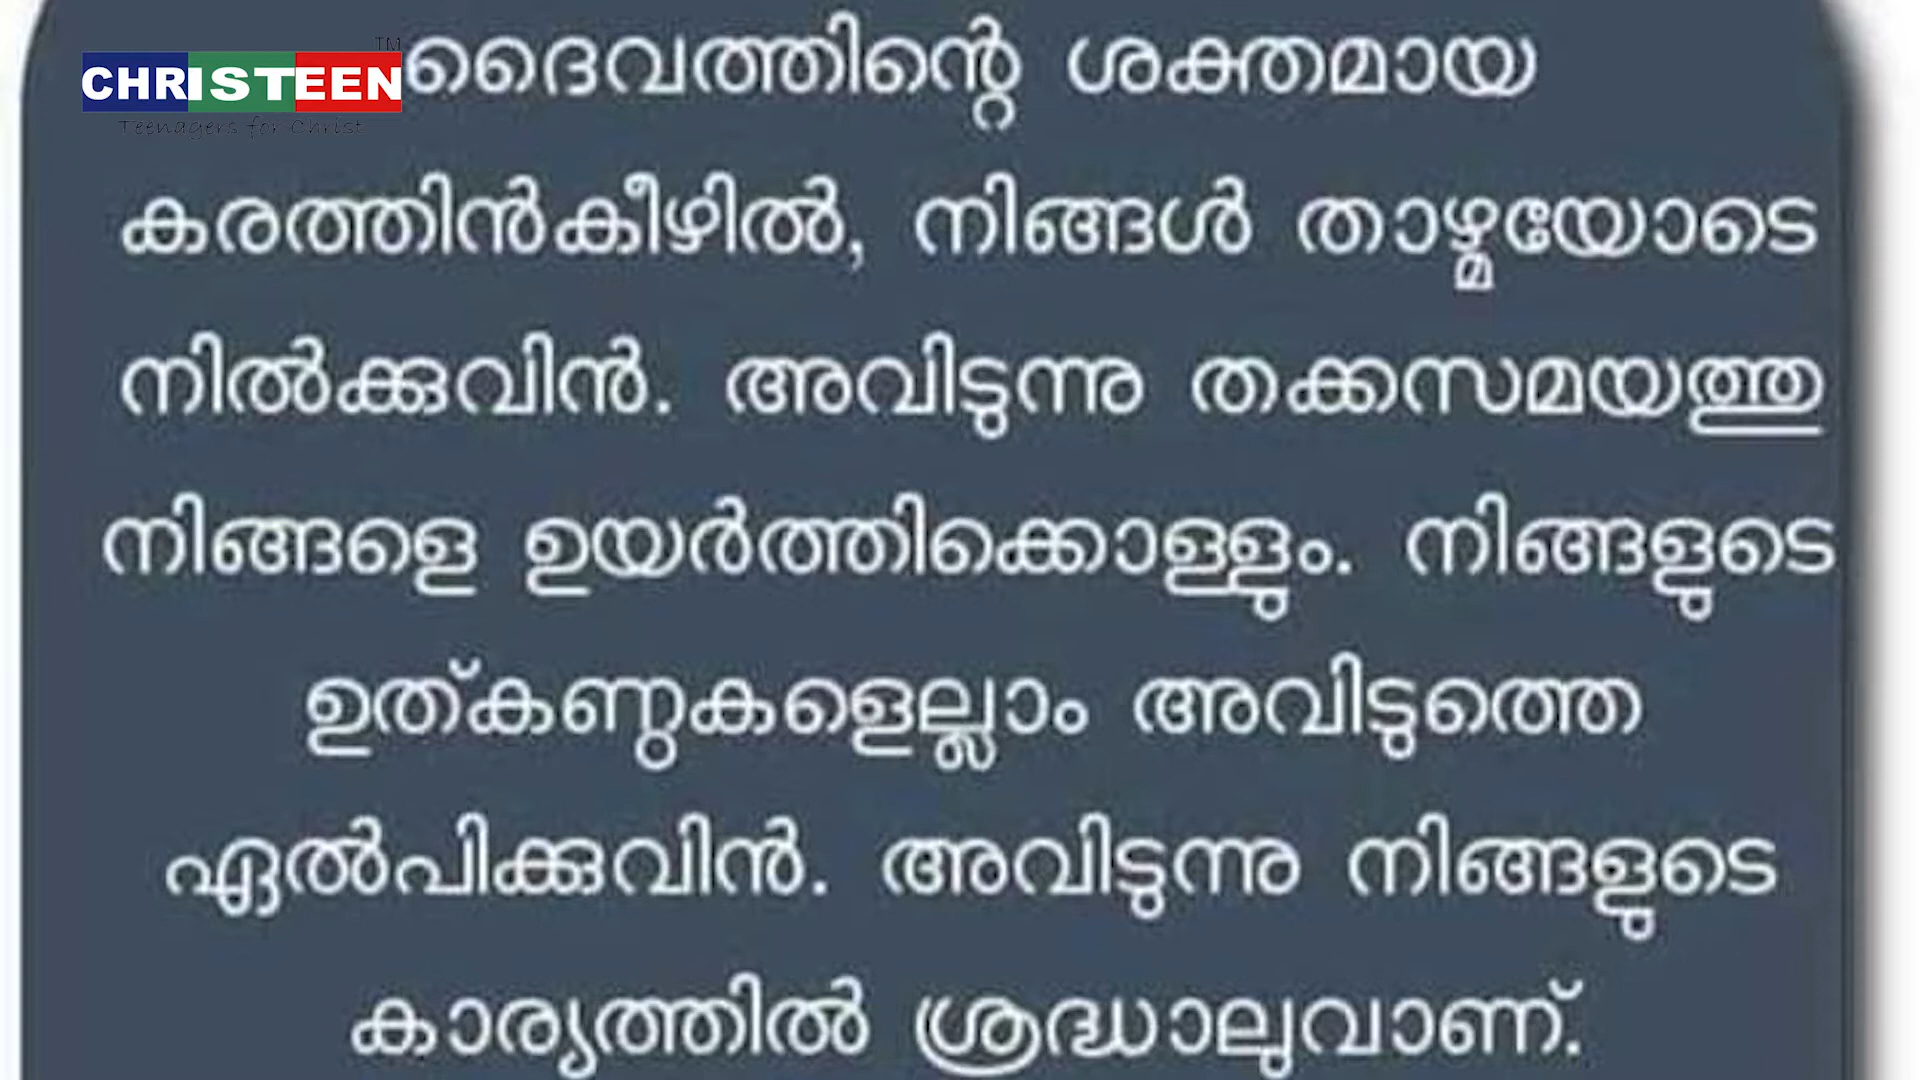 TM
CHRISTEEN
Teenagers for Christ
ദൈവത്തിന്റെ ശക്തമായ
കരത്തിൻകീഴിൽ, നിങ്ങൾ താഴ്മയോടെ
നിൽക്കുവിൻ. അവിടുന്നു തക്കസമയത്തു
നിങ്ങളെ ഉയർത്തിക്കൊള്ളും. നിങ്ങളുടെ
ഉത്കണ്ഠകളെല്ലാം അവിടുത്തെ
ഏൽപിക്കുവിൻ. അവിടുന്നു നിങ്ങളുടെ
കാര്യത്തിൽ ശ്രദ്ധാലുവാണ്.